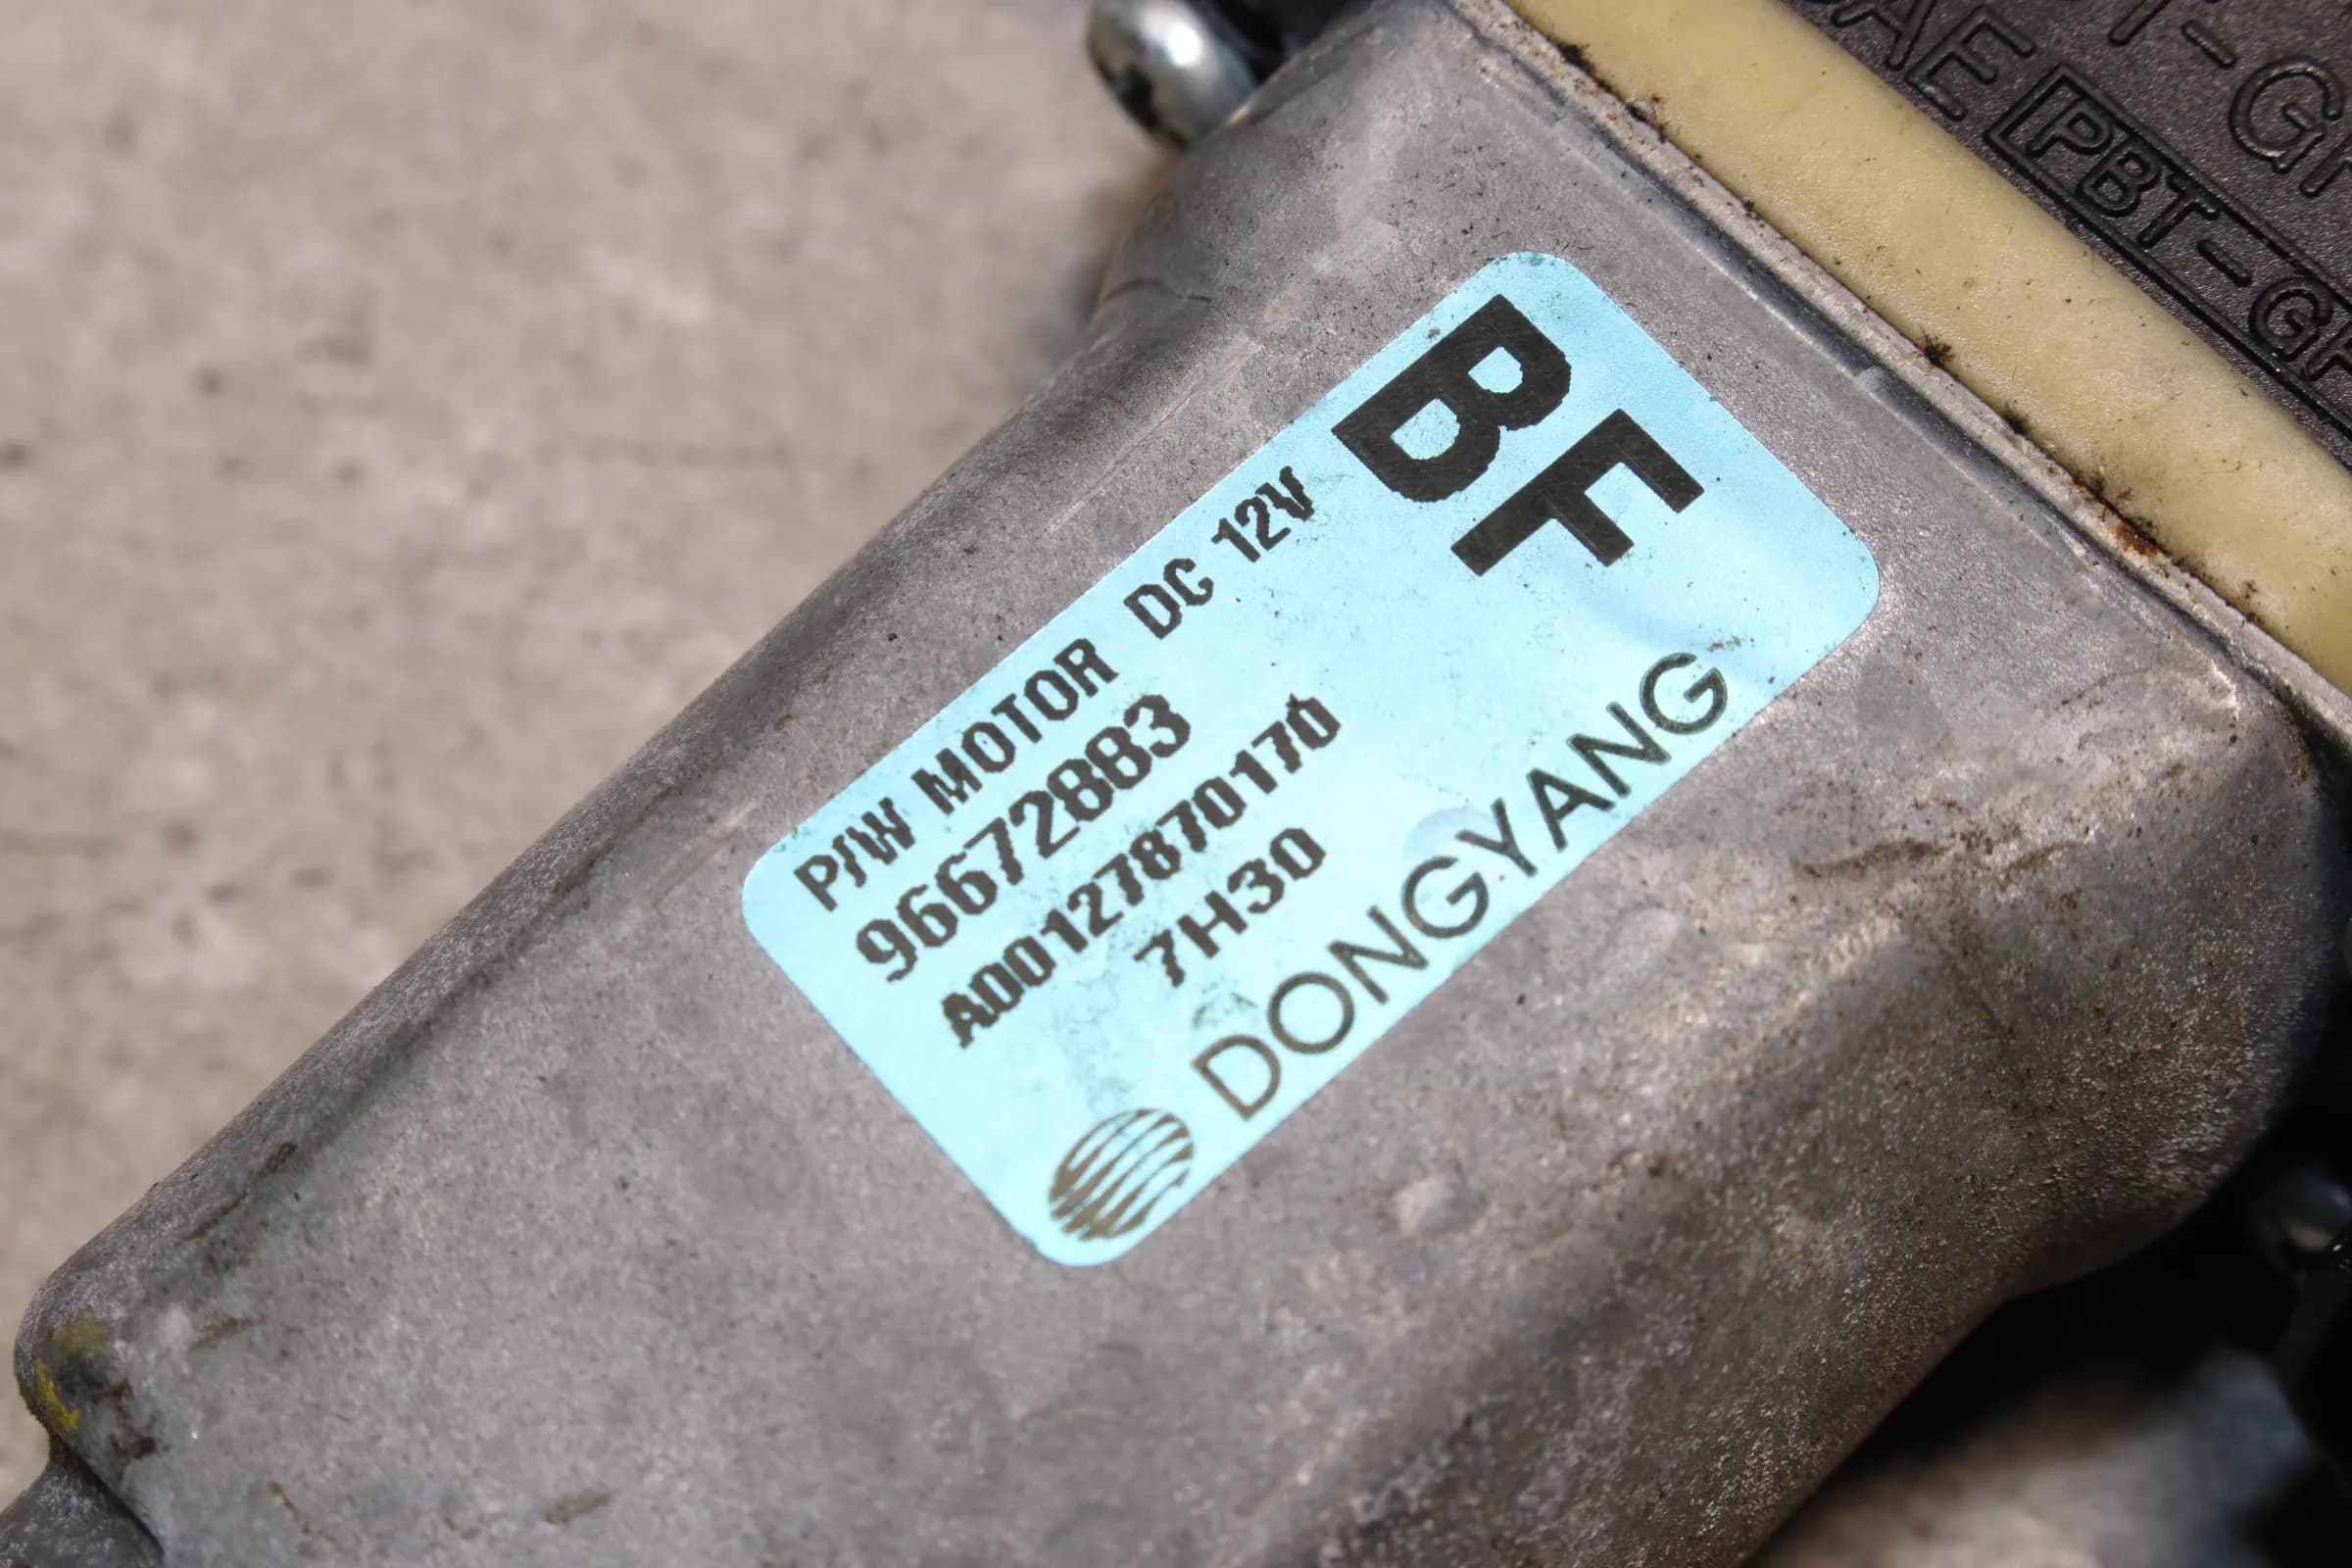 BF
P/W MOTOR DC 12V
96672883
A00127870170
7H30
DONGYANG
PBT-GF